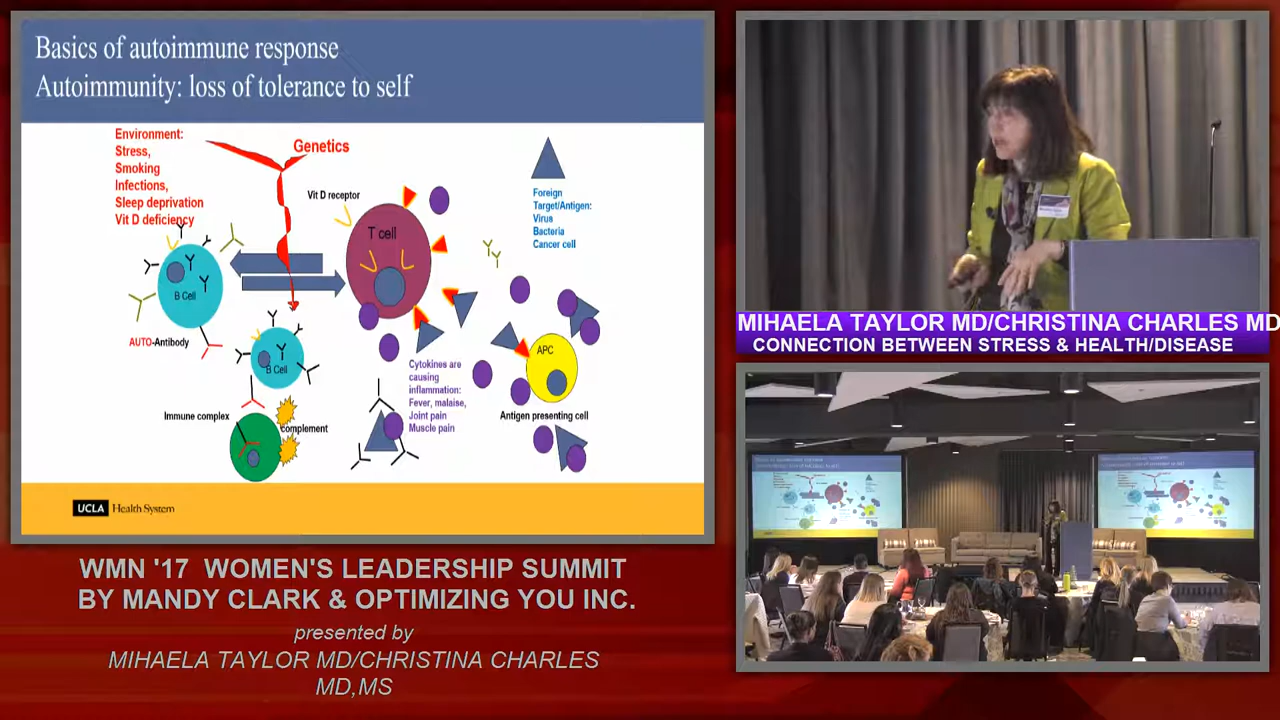 Basics of autoimmune response
Autoimmunity: loss of tolerance to self
Environment:
Stress,
Smoking
Infections,
Sleep deprivation
Vit D deficiency
Genetics
Vit D receptor
T cell
Foreign
Target/Antigen:
Virus
Bacteria
Cancer cell
B Cell
AUTO-Antibody
B Cell
APC
Cytokines are
causing
inflammation:
Fever, malaise,
Joint pain
Muscle pain
Antigen presenting cell
Immune complex
complement
UCLA Health System
MIHAELA TAYLOR MD/CHRISTINA CHARLES MD
CONNECTION BETWEEN STRESS & HEALTH/DISEASE
WMN '17 WOMEN'S LEADERSHIP SUMMIT
BY MANDY CLARK & OPTIMIZING YOU INC.
presented by
MIHAELA TAYLOR MD/CHRISTINA CHARLES
MD,MS